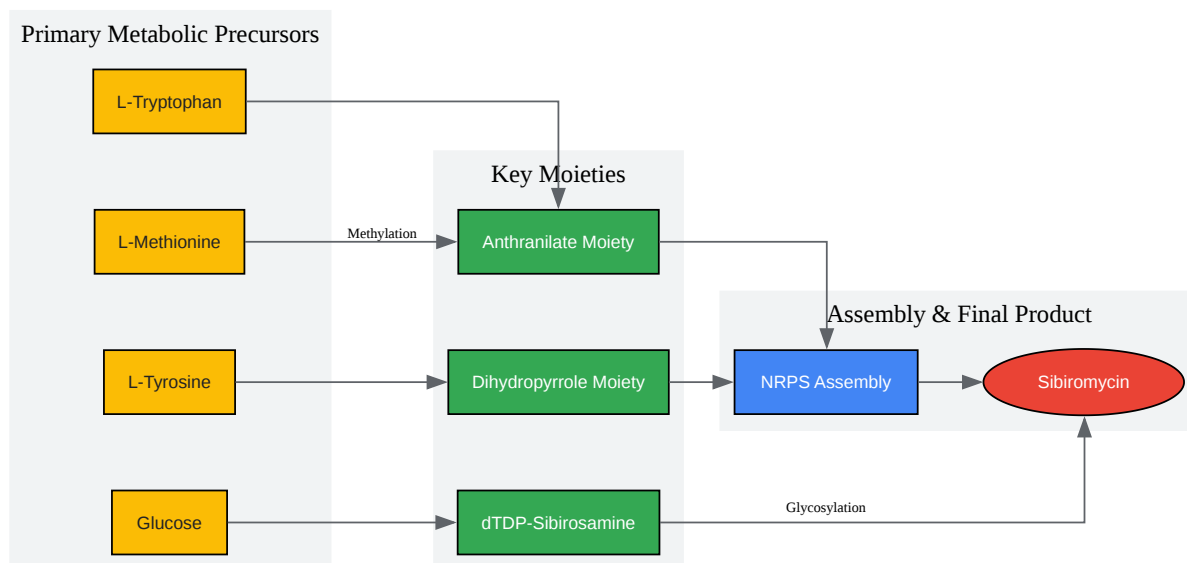 Primary Metabolic Precursors
L-Tryptophan
Key Moieties
L-Methionine
Methylation
Anthranilate Moiety
Assembly & Final Product
L-Tyrosine
Dihydropyrrole Moiety
NRPS Assembly
Sibiromycin
Glucose
dTDP-Sibirosamine
Glycosylation